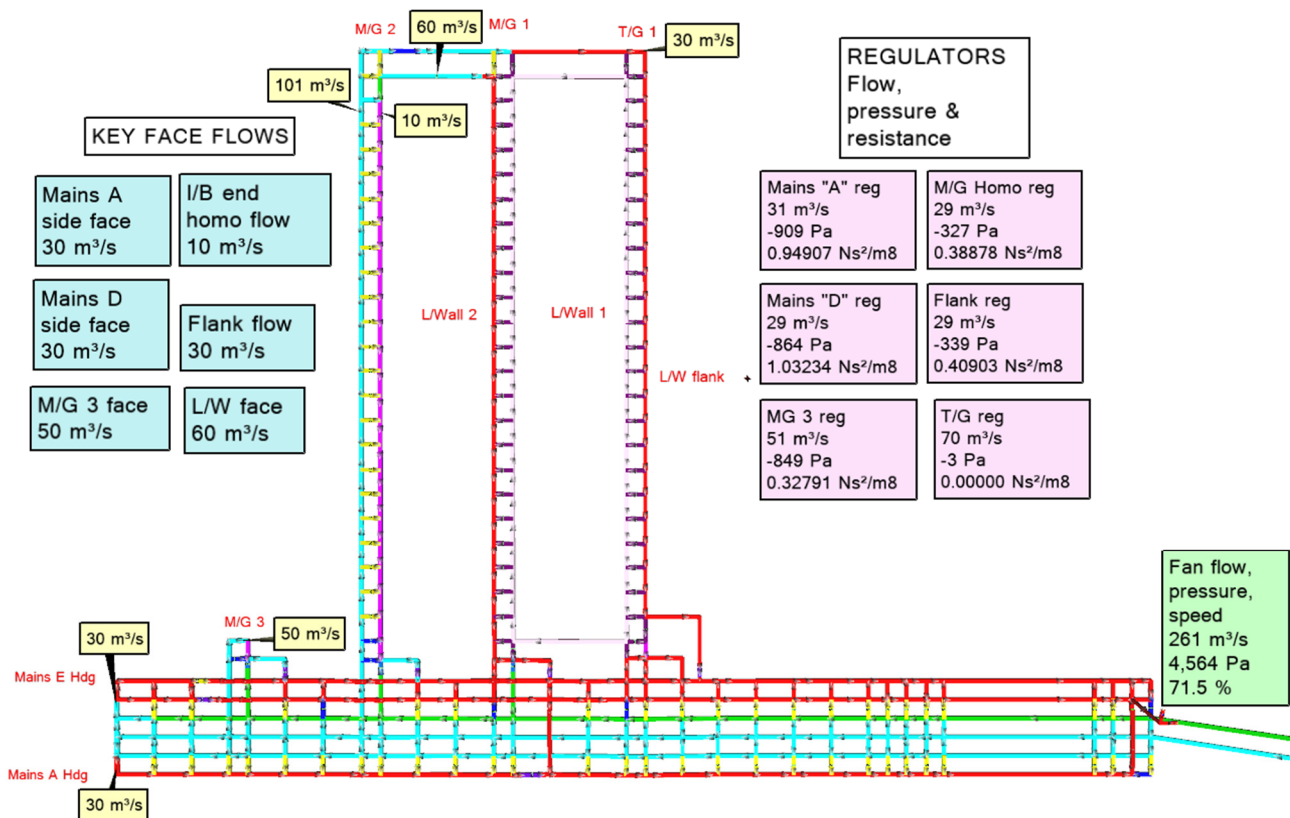 M/G 2
60 m³/s
M/G 1
T/G 1
30 m³/s
REGULATORS
Flow,
pressure &
resistance
101 m³/s
10 m³/s
KEY FACE FLOWS
Mains A
side face
30 m³/s
I/B end
homo flow
10 m³/s
Mains D
side face
30 m³/s
Flank flow
30 m³/s
M/G 3 face
50 m³/s
L/W face
60 m³/s
L/Wall 2
L/Wall 1
L/W flank
Mains "A" reg
31 m³/s
-909 Pa
0.94907 Ns²/m8
M/G Homo reg
29 m³/s
-327 Pa
0.38878 Ns²/m8
Mains "D" reg
29 m³/s
-864 Pa
1.03234 Ns²/m8
Flank reg
29 m³/s
-339 Pa
0.40903 Ns²/m8
MG 3 reg
51 m³/s
-849 Pa
0.32791 Ns²/m8
T/G reg
70 m³/s
-3 Pa
0.00000 Ns²/m8
Fan flow,
pressure,
speed
261 m³/s
4,564 Pa
71.5 %
M/G 3
50 m³/s
30 m³/s
Mains E Hdg
Mains A Hdg
30 m³/s